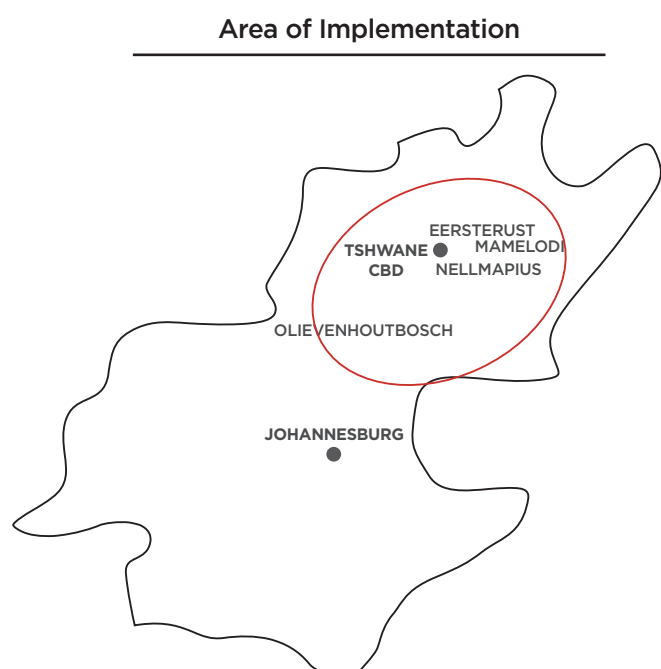 Area of Implementation
EERSTERUST
MAMELODI
TSHWANE
CBD
NELLMAPIUS
OLIEVENHOUTBOSCH
JOHANNESBURG